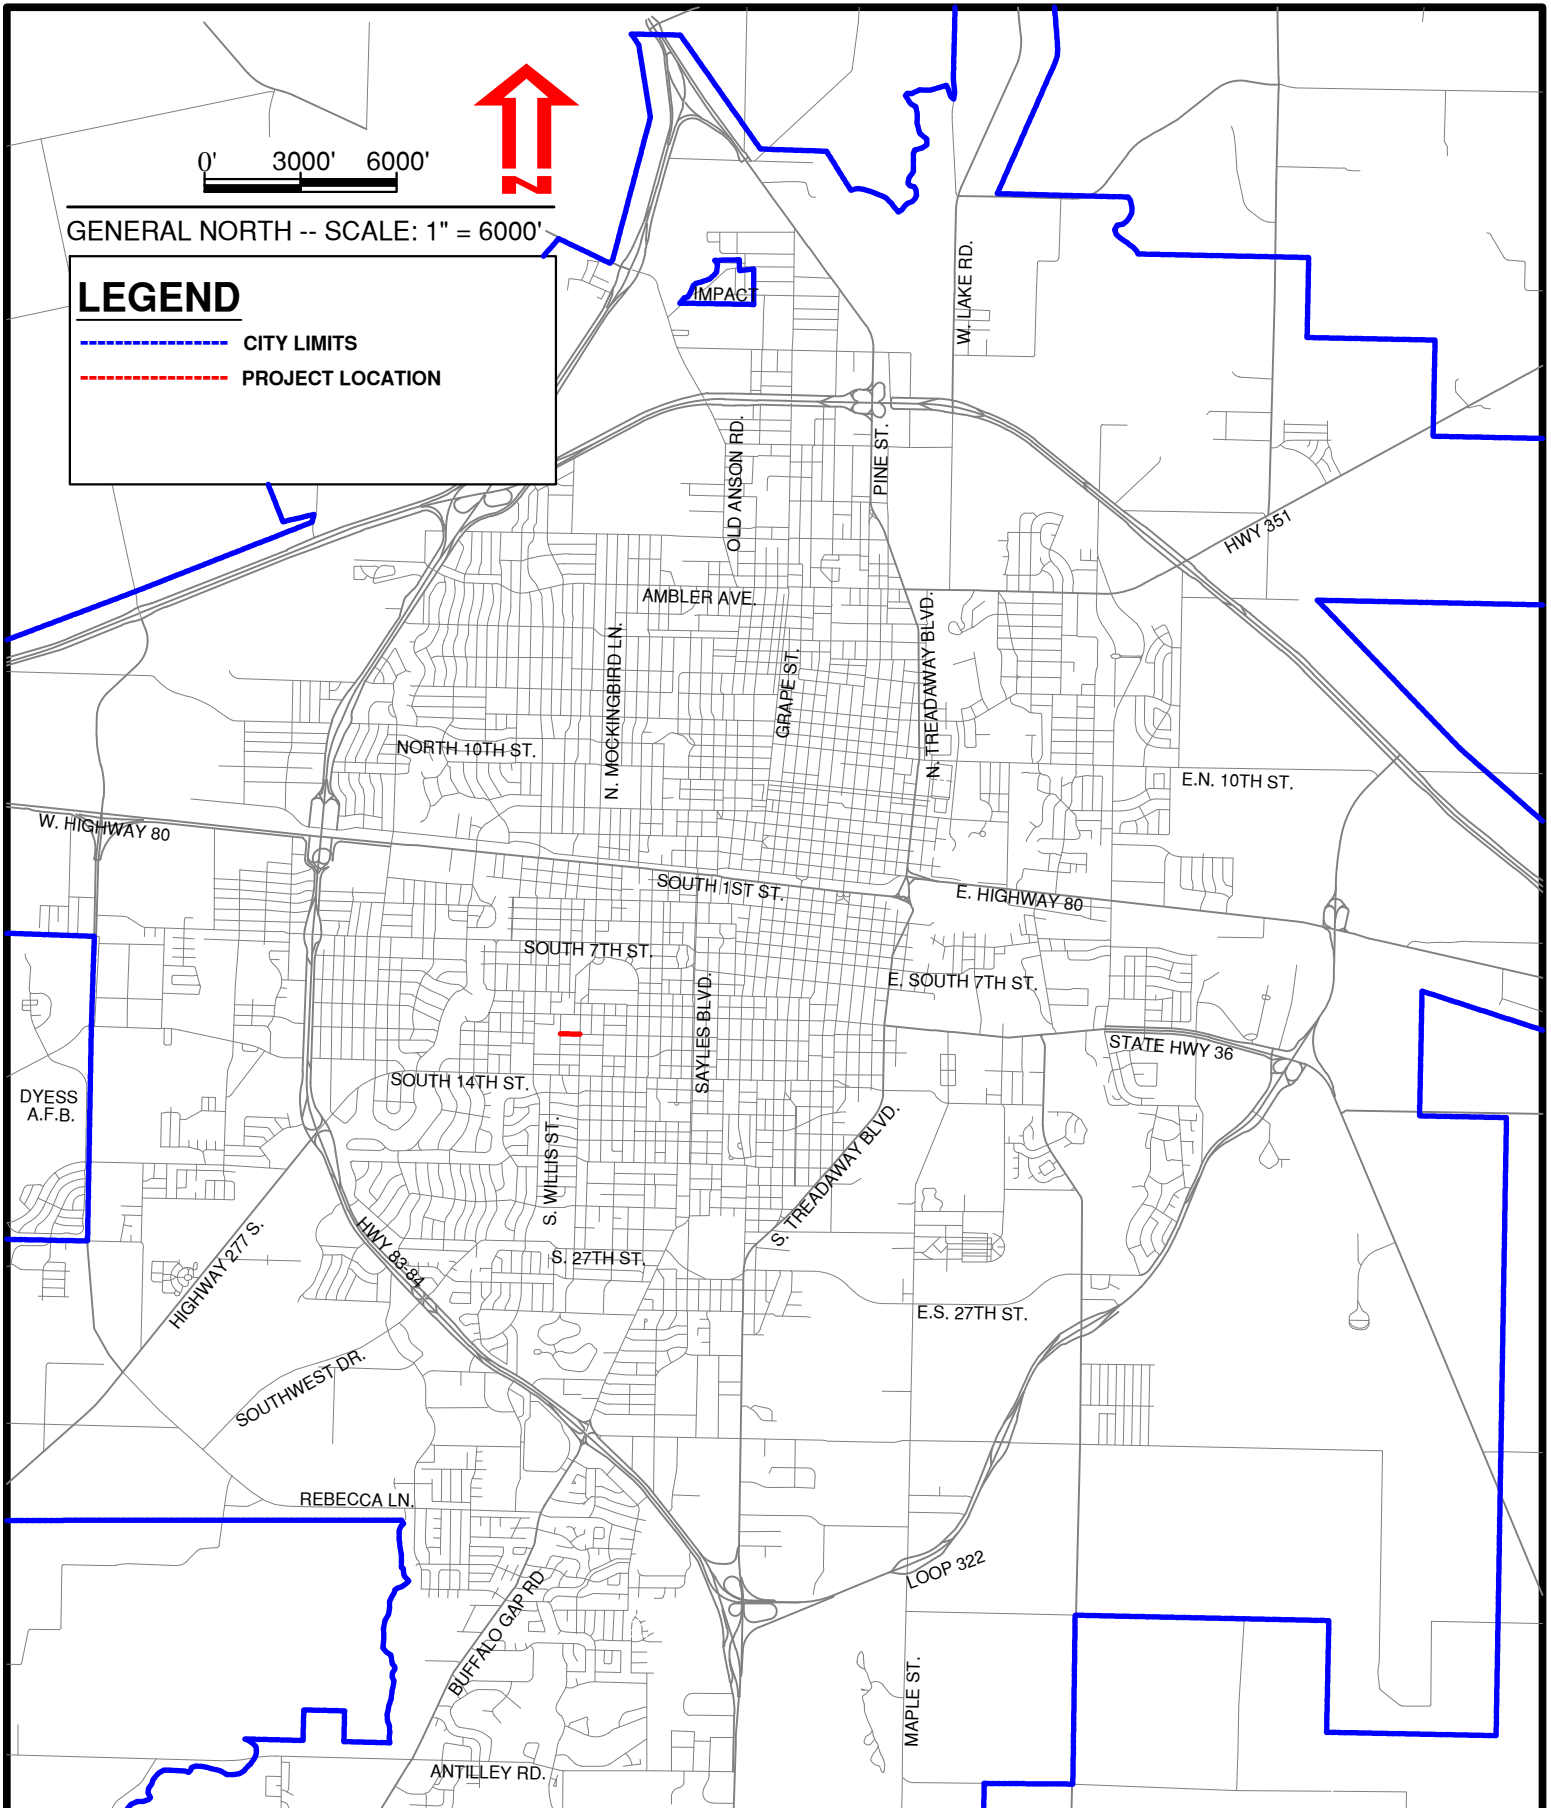 N
0' 3000' 6000'
GENERAL NORTH -- SCALE: 1" = 6000'
LEGEND
CITY LIMITS
PROJECT LOCATION
IMPACT
W. LAKE RD.
OLD ANSON RD.
PINE ST.
HWY 351
AMBLER AVE.
N. MOCKINGBIRD LN.
GRAPE ST.
N. TREADAWAY BLVD.
NORTH 10TH ST.
E.N. 10TH ST.
W. HIGHWAY 80
SOUTH 1ST ST.
E. HIGHWAY 80
SOUTH 7TH ST.
E. SOUTH 7TH ST.
SAYLES BLVD.
STATE HWY 36
SOUTH 14TH ST.
DYESS
A.F.B.
S. WILLIS ST.
S. TREADAWAY BLVD.
HIGHWAY 277 S.
HWY 83-84
S. 27TH ST.
E.S. 27TH ST.
SOUTHWEST DR.
REBECCA LN.
LOOP 322
BUFFALO GAP RD
MAPLE ST.
ANTILLEY RD.